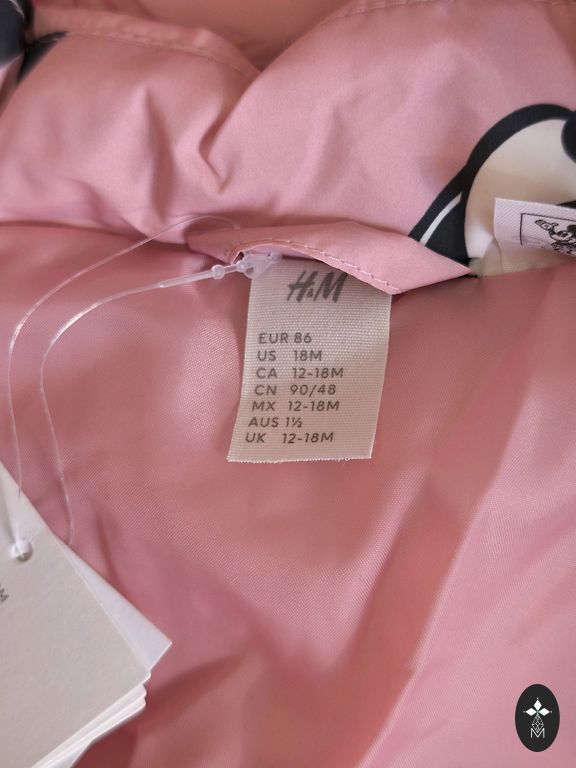 H&M
EUR 86
US 18M
CA 12-18M
CN 90/48
MX 12-18M
AUS 1½
UK 12-18M
M